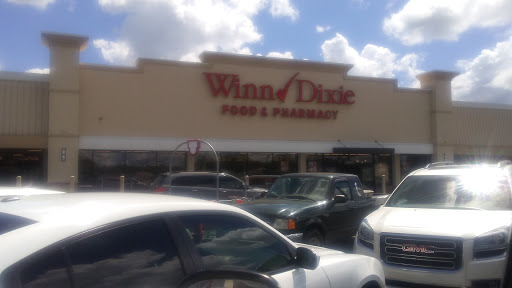 Winn Dixie
FOOD & PHARMACY
GMC